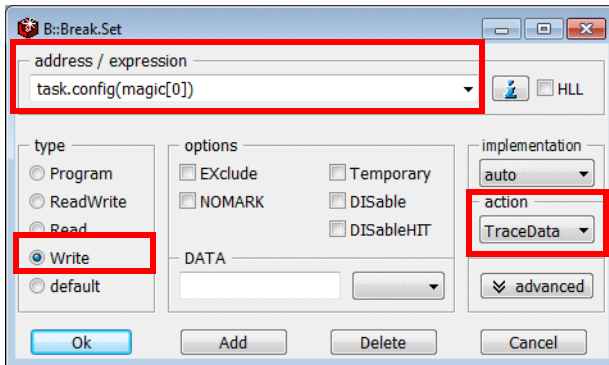 B::Break.Set
address / expression
task.config(magic[0])
HLL
type
Program
ReadWrite
Read
Write
default
options
EXclude
Temporary
NOMARK
DISable
DISableHIT
DATA
implementation
auto
action
TraceData
advanced
Ok
Add
Delete
Cancel